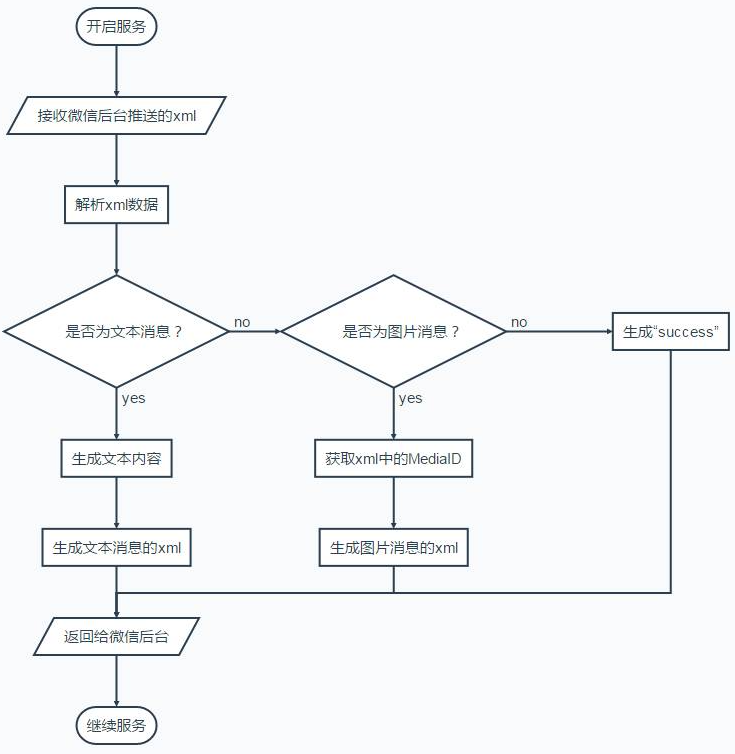 开启服务
接收微信后台推送的xml
解析xml数据
是否为文本消息？
no
是否为图片消息？
no
生成“success”
yes
yes
生成文本内容
获取xml中的MediaID
生成文本消息的xml
生成图片消息的xml
返回给微信后台
继续服务